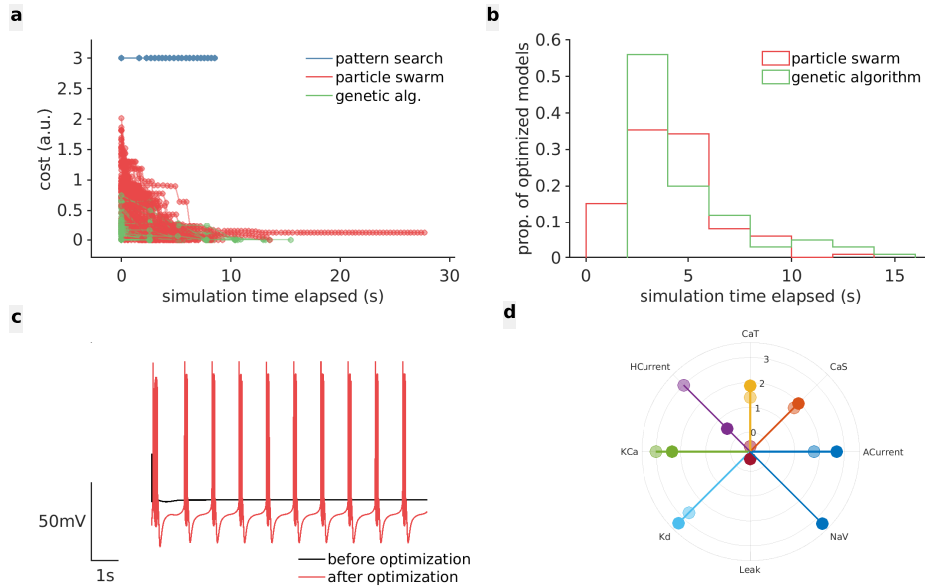 a
cost (a.u.)
3
2.5
2
1.5
1
0.5
0
0
10
20
30
simulation time elapsed (s)
pattern search
particle swarm
genetic alg.
b
prop. of optimized models
0.6
0.5
0.4
0.3
0.2
0.1
0
0
5
10
15
simulation time elapsed (s)
particle swarm
genetic algorithm
c
50mV
1s
before optimization
after optimization
d
CaT
HCurrent
CaS
3
2
1
0
KCa
ACurrent
Kd
NaV
Leak